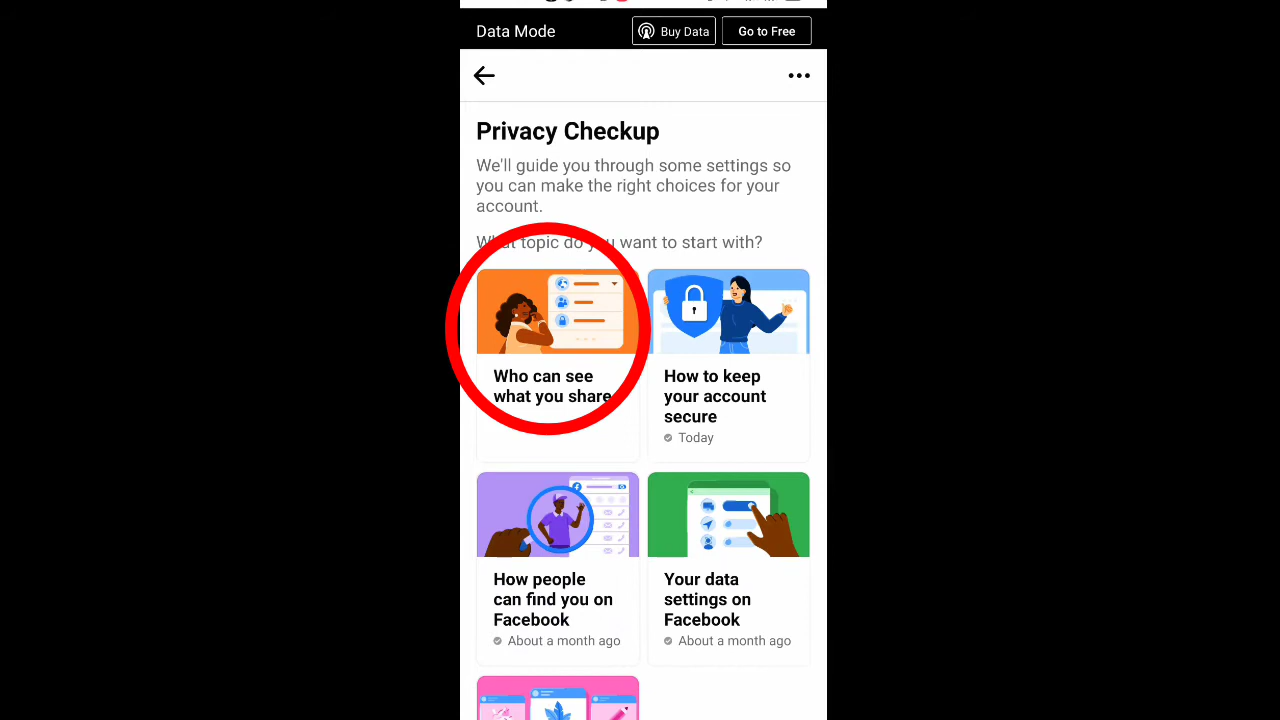 Data Mode
Buy Data
Go to Free
Privacy Checkup
We'll guide you through some settings so
you can make the right choices for your
account.
What topic do you want to start with?
Who can see
what you share
How to keep
your account
secure
Today
How people
can find you on
Facebook
About a month ago
Your data
settings on
Facebook
About a month ago